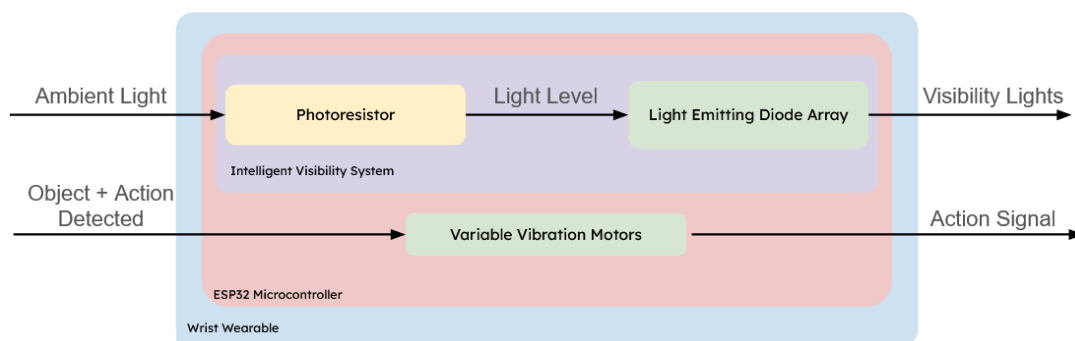 Ambient Light
Photoresistor
Light Level
Light Emitting Diode Array
Visibility Lights
Intelligent Visibility System
Object + Action
Detected
Variable Vibration Motors
Action Signal
ESP32 Microcontroller
Wrist Wearable